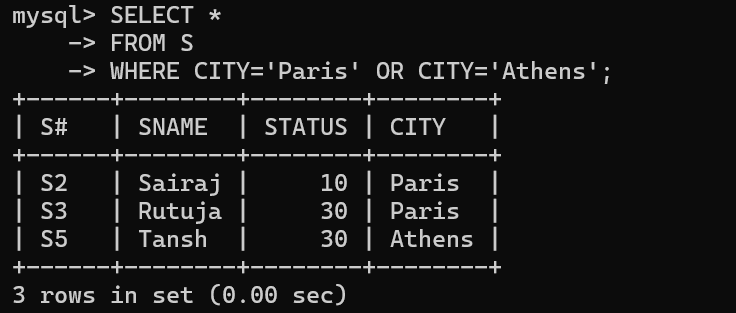 mysql> SELECT *
    -> FROM S
    -> WHERE CITY='Paris' OR CITY='Athens';
+------+--------+--------+--------+
| S#   | SNAME  | STATUS | CITY   |
+------+--------+--------+--------+
| S2   | Sairaj |     10 | Paris  |
| S3   | Rutuja |     30 | Paris  |
| S5   | Tansh  |     30 | Athens |
+------+--------+--------+--------+
3 rows in set (0.00 sec)